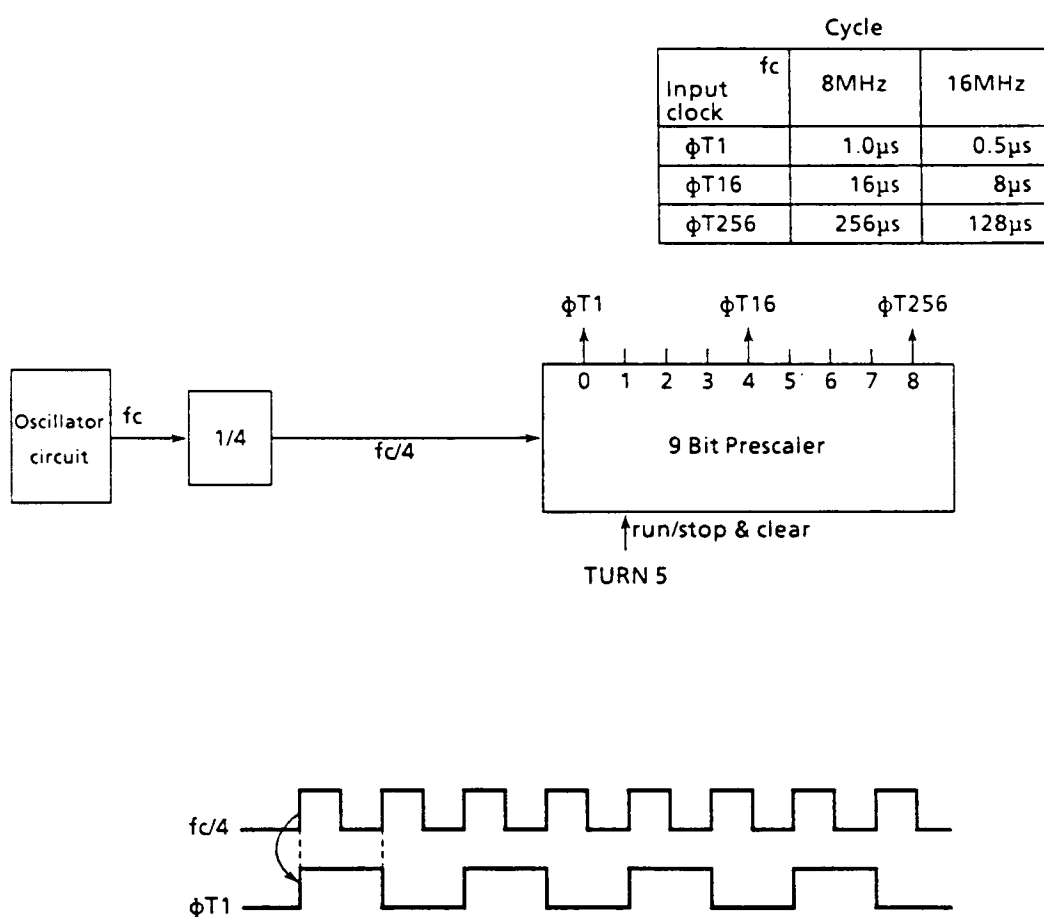 Cycle
fc
Input
clock
8MHz
16MHz
ϕT1
1.0μs
0.5μs
ϕT16
16μs
8μs
ϕT256
256μs
128μs
ϕT1
ϕT16
ϕT256
0 1 2 3 4 5 6 7 8
Oscillator
circuit
fc
1/4
fc/4
9 Bit Prescaler
run/stop & clear
TURN 5
fc/4
ϕT1